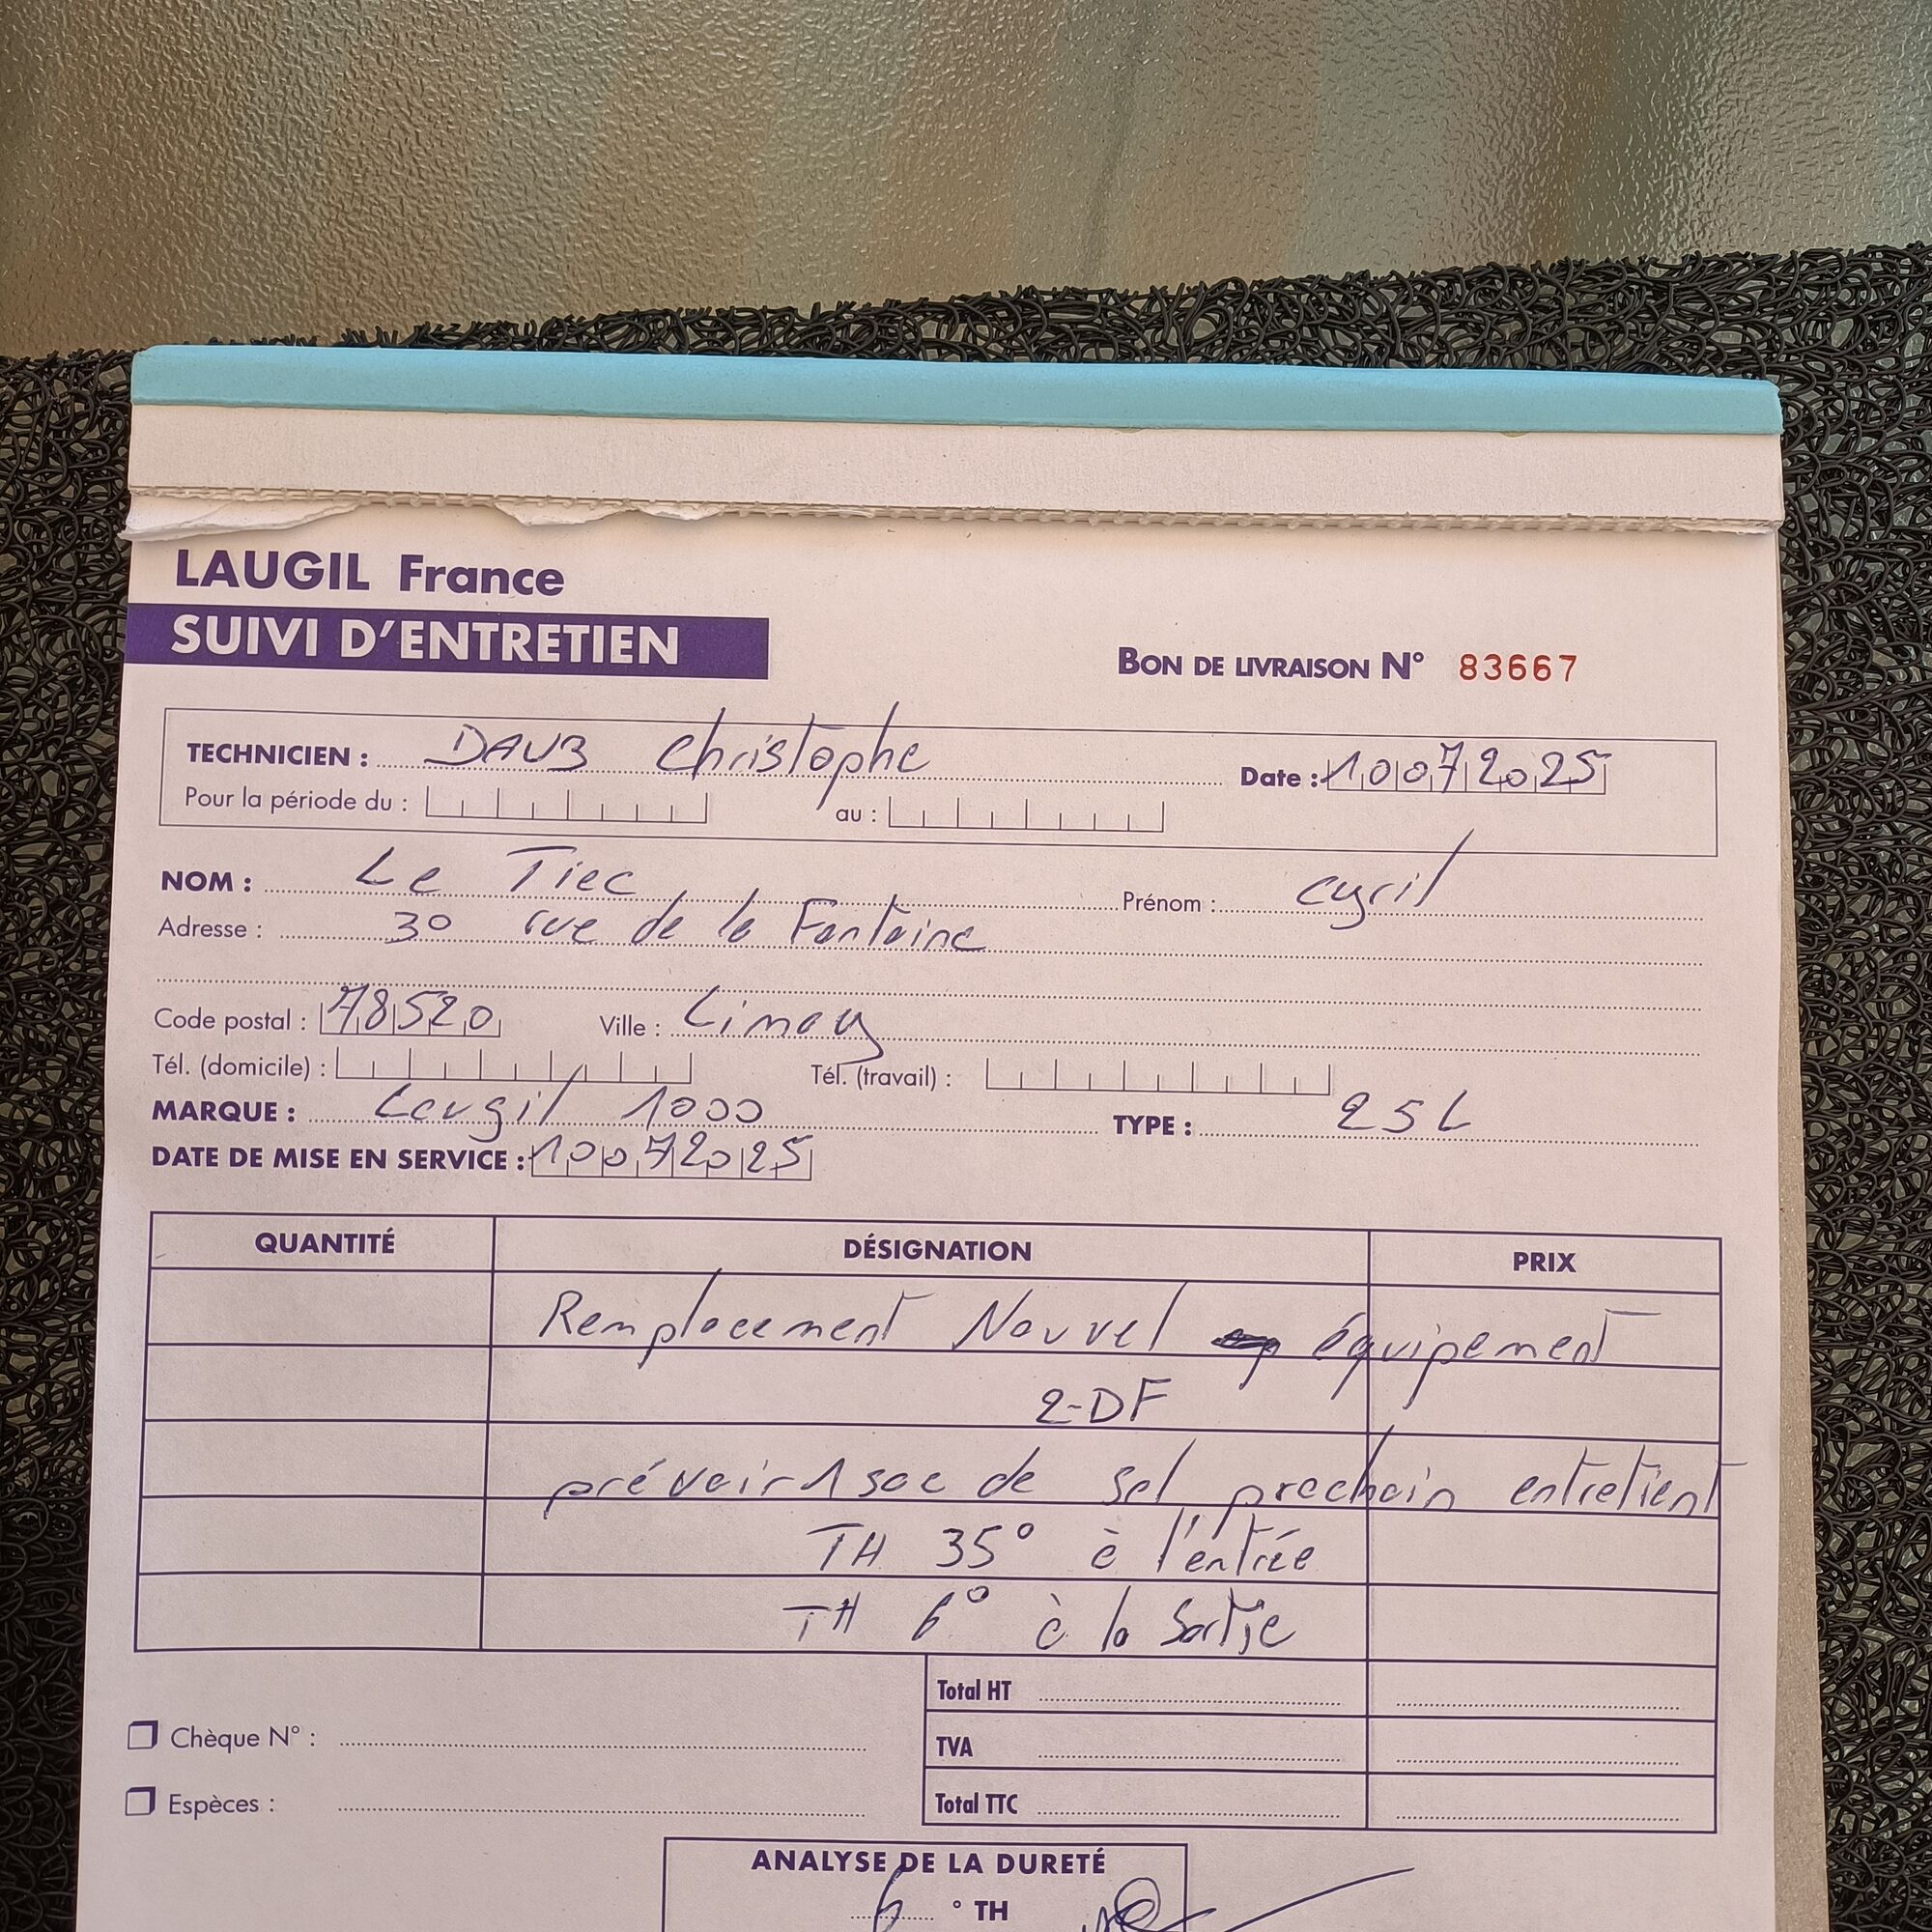 LAUGIL France
SUIVI D'ENTRETIEN
BON DE LIVRAISON N° 83667
TECHNICIEN : DAUB Christophe Date : 10072025
Pour la période du : au :
NOM : Le Tiec Prénom : cyril
Adresse : 30 rue de la Fontaine
Code postal : 78520 Ville : Limay
Tél. (domicile) : Tél. (travail) :
MARQUE : Laugil 1000 TYPE : 25L
DATE DE MISE EN SERVICE : 10072025
QUANTITÉ DÉSIGNATION PRIX
Remplacement Nouvel équipement
2-DF
prévoir 1 sac de sel prochain entretient
TH 35° à l'entrée
TH 6° à la Sortie
Total HT
Chèque N° :
TVA
Espèces :
Total TTC
ANALYSE DE LA DURETÉ
6 ° TH